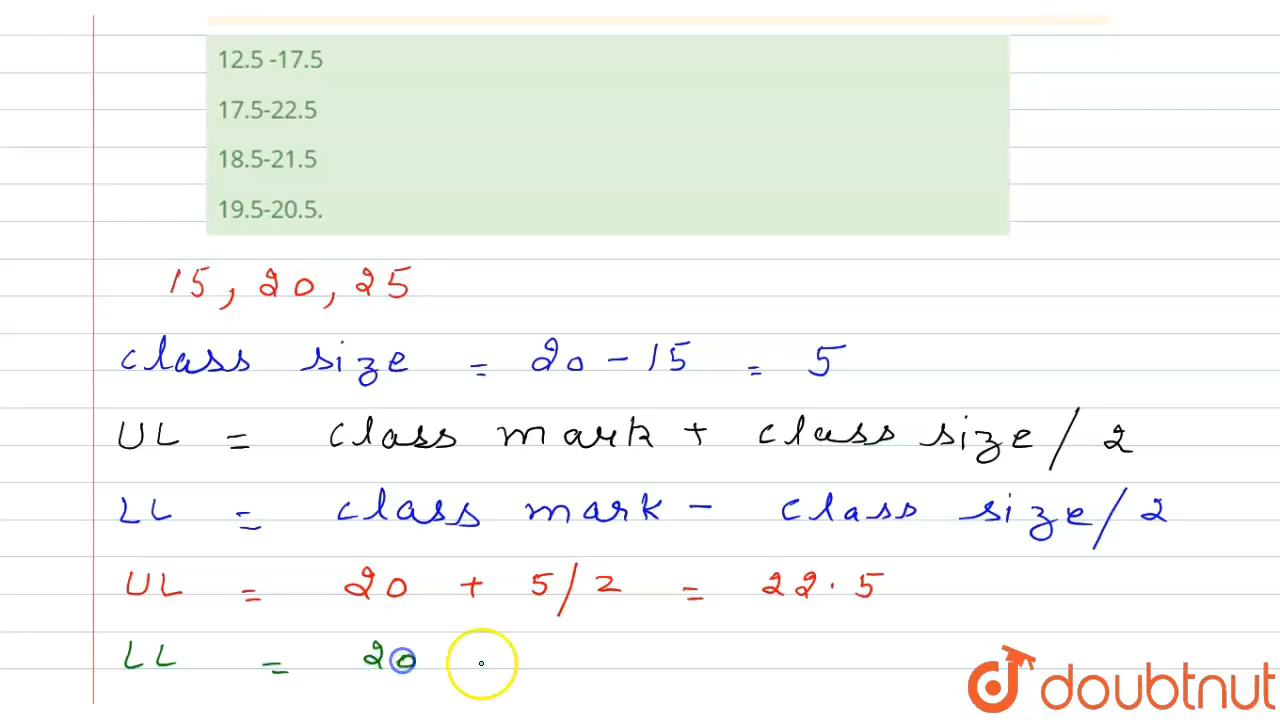 12.5 -17.5
17.5-22.5
18.5-21.5
19.5-20.5.
15, 20, 25
class size = 20 - 15 = 5
UL = class mark + class size / 2
LL = class mark - class size / 2
UL = 20 + 5/2 = 22.5
LL = 20
doubtnut